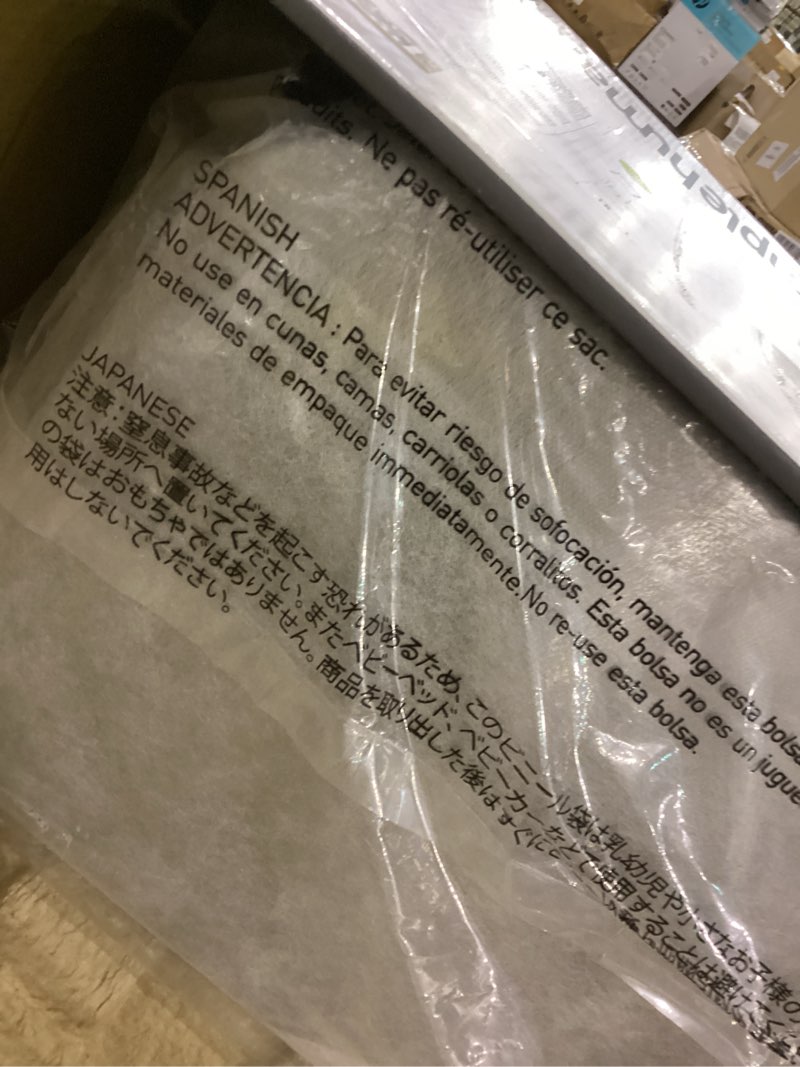 Ne pas ré-utiliser ce sac.
SPANISH
ADVERTENCIA : Para evitar riesgo de sofocación, mantenga esta bolsa
No use en cunas, camas, carriolas o corralitos. Esta bolsa no es un jugue
materiales de empaque immediatamente.No re-use esta bolsa.
JAPANESE
注意：窒息事故などを起こす恐れがあるため、このビニール袋は乳幼児や小さなお子様の
ない場所へ置いてください。またベビーベッド、ベビーカーなどで使用することは避けてく
の袋はおもちゃではありません。商品を取り出した後はすぐに
用はしないでください。